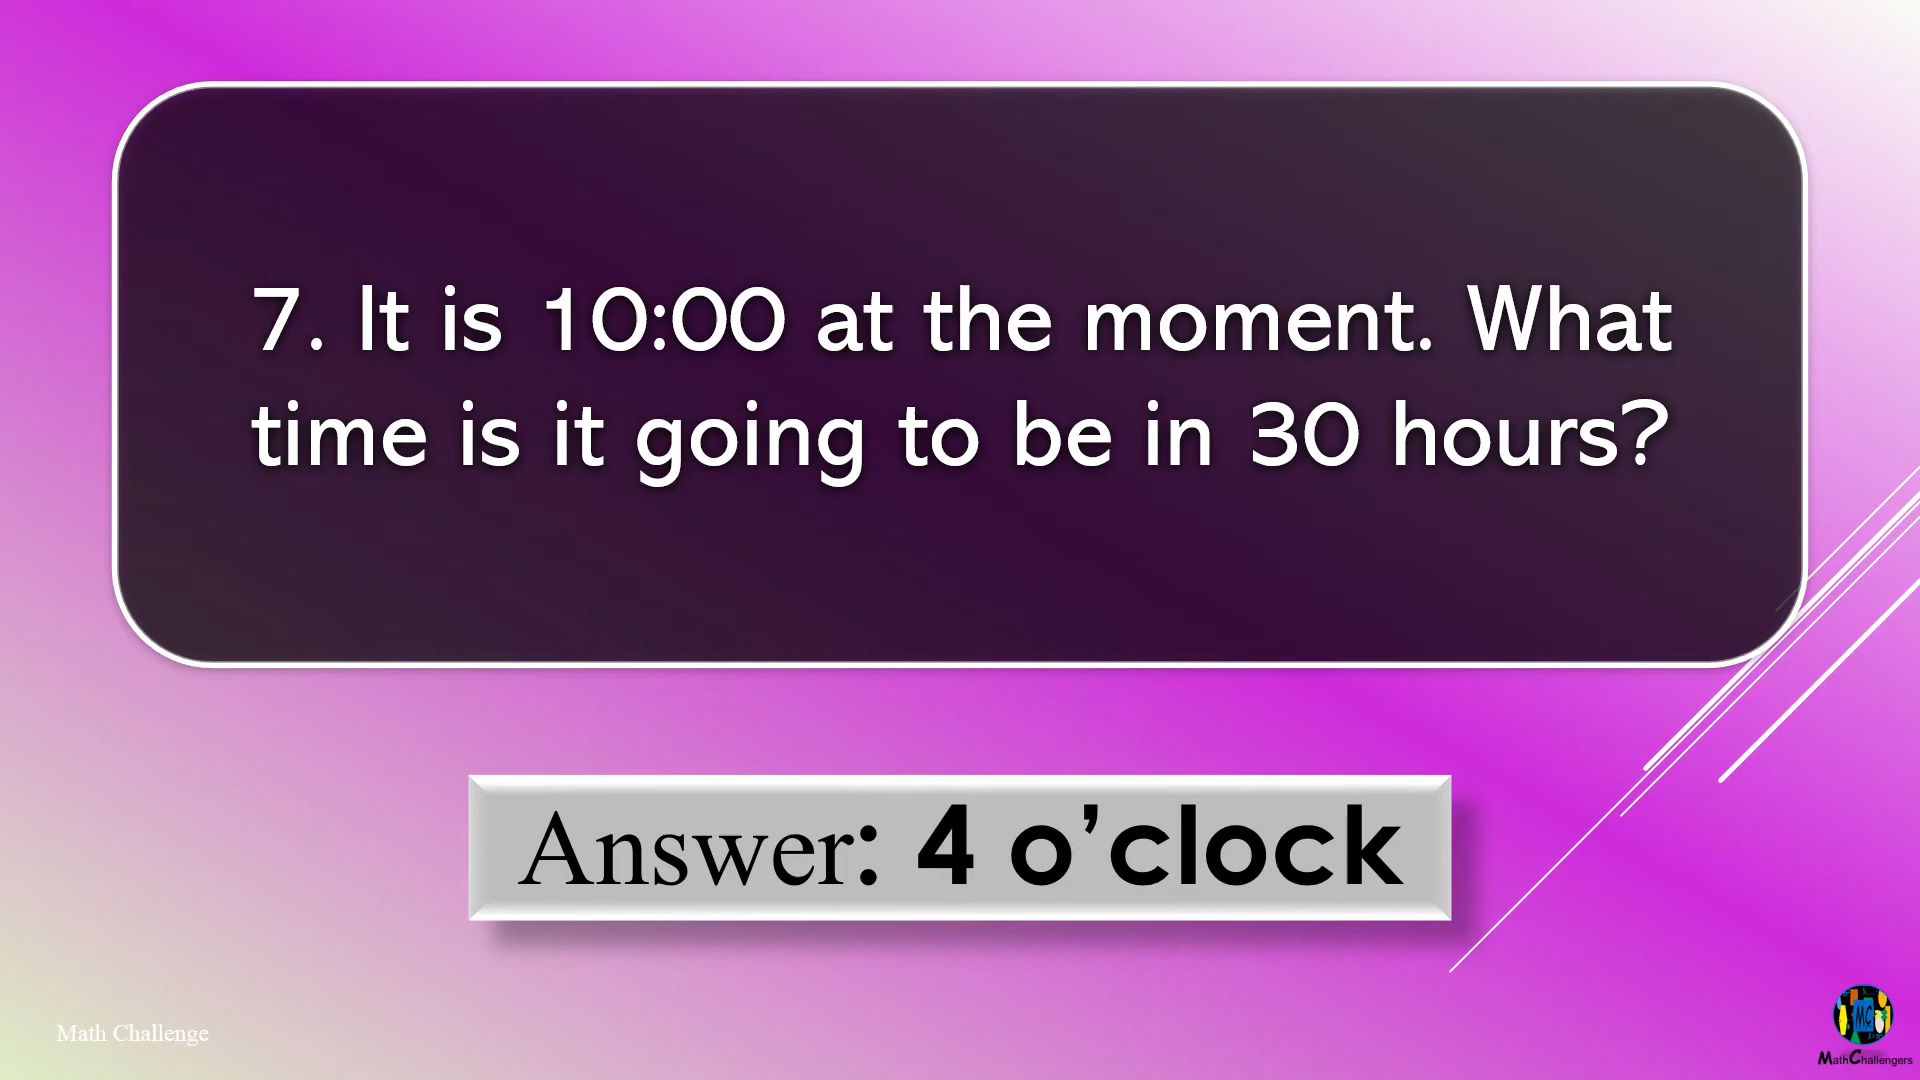 7. It is 10:00 at the moment. What
time is it going to be in 30 hours?
Answer: 4 o’clock
Math Challenge
MC
MathChallengers